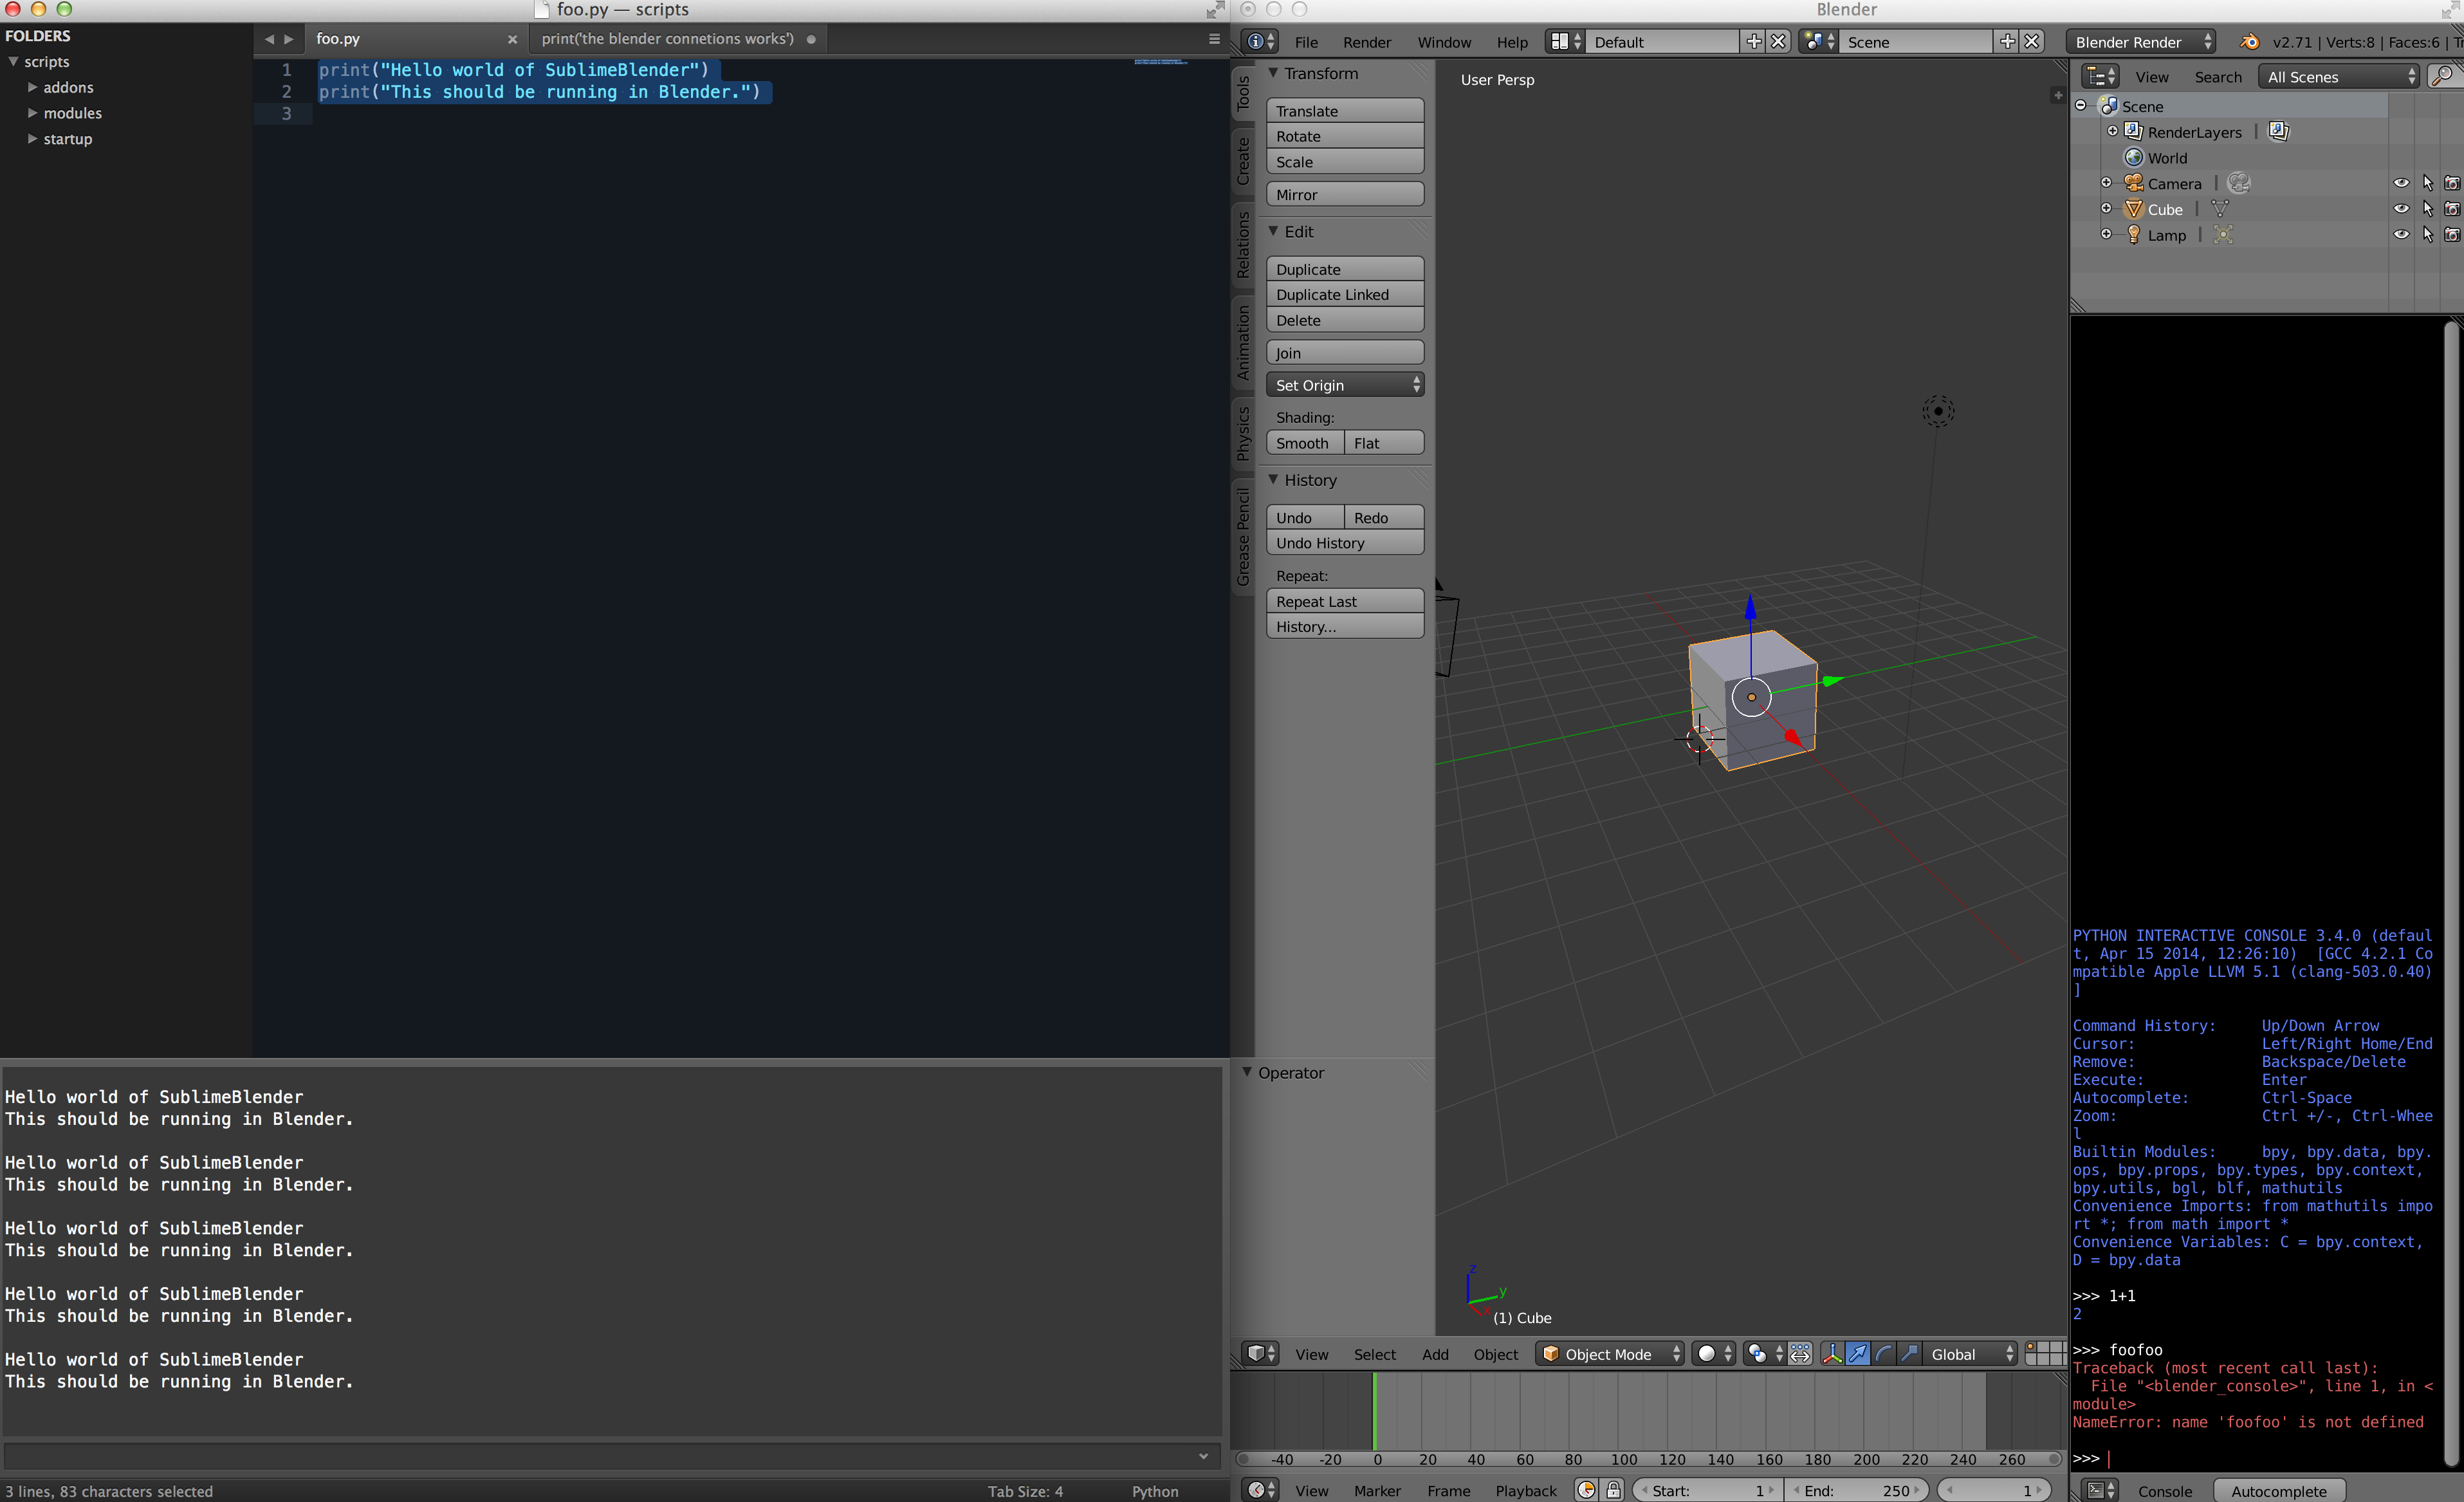 foo.py — scripts
FOLDERS
scripts
addons
modules
startup
foo.py
print('the blender connetions works')
1 print("Hello world of SublimeBlender")
2 print("This should be running in Blender.")
3
Hello world of SublimeBlender
This should be running in Blender.
Hello world of SublimeBlender
This should be running in Blender.
Hello world of SublimeBlender
This should be running in Blender.
Hello world of SublimeBlender
This should be running in Blender.
Hello world of SublimeBlender
This should be running in Blender.
3 lines, 83 characters selected
Tab Size: 4
Python
Blender
File Render Window Help Default Scene Blender Render v2.71 | Verts:8 | Faces:6 |
Tools
Create
Relations
Animation
Physics
Grease Pencil
Transform
Translate
Rotate
Scale
Mirror
Edit
Duplicate
Duplicate Linked
Delete
Join
Set Origin
Shading:
Smooth Flat
History
Undo Redo
Undo History
Repeat:
Repeat Last
History...
Operator
User Persp
z
y
x
(1) Cube
View Select Add Object Object Mode Global
-40 -20 0 20 40 60 80 100 120 140 160 180 200 220 240 260
View Marker Frame Playback Start: 1 End: 250 1
View Search All Scenes
Scene
RenderLayers
World
Camera
Cube
Lamp
PYTHON INTERACTIVE CONSOLE 3.4.0 (defaul
t, Apr 15 2014, 12:26:10)  [GCC 4.2.1 Co
mpatible Apple LLVM 5.1 (clang-503.0.40)
]
Command History:     Up/Down Arrow
Cursor:              Left/Right Home/End
Remove:              Backspace/Delete
Execute:             Enter
Autocomplete:        Ctrl-Space
Zoom:                Ctrl +/-, Ctrl-Whee
l
Builtin Modules:     bpy, bpy.data, bpy.
ops, bpy.props, bpy.types, bpy.context,
bpy.utils, bgl, blf, mathutils
Convenience Imports: from mathutils impo
rt *; from math import *
Convenience Variables: C = bpy.context,
D = bpy.data
>>> 1+1
2
>>> foofoo
Traceback (most recent call last):
  File "<blender_console>", line 1, in <
module>
NameError: name 'foofoo' is not defined
>>>
Console Autocomplete